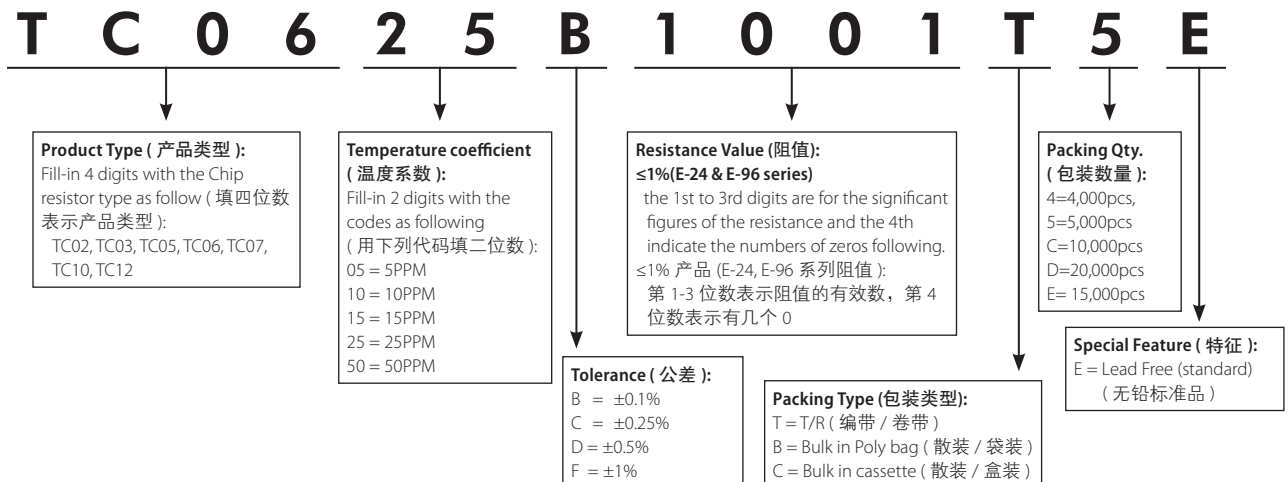 T C 0 6 2 5 B 1 0 0 1 T 5 E
Product Type ( 产品类型 ):
Fill-in 4 digits with the Chip
resistor type as follow ( 填四位数
表示产品类型 ):
TC02, TC03, TC05, TC06, TC07,
TC10, TC12
Temperature coefficient
( 温度系数 ):
Fill-in 2 digits with the
codes as following
( 用下列代码填二位数 ):
05 = 5PPM
10 = 10PPM
15 = 15PPM
25 = 25PPM
50 = 50PPM
Tolerance ( 公差 ):
B = ±0.1%
C = ±0.25%
D = ±0.5%
F = ±1%
Resistance Value (阻值):
≤1%(E-24 & E-96 series)
the 1st to 3rd digits are for the significant
figures of the resistance and the 4th
indicate the numbers of zeros following.
≤1% 产品 (E-24, E-96 系列阻值 ):
第 1-3 位数表示阻值的有效数，第 4
位数表示有几个 0
Packing Type (包装类型):
T = T/R ( 编带 / 卷带 )
B = Bulk in Poly bag ( 散装 / 袋装 )
C = Bulk in cassette ( 散装 / 盒装 )
Packing Qty.
( 包装数量 ):
4=4,000pcs,
5=5,000pcs
C=10,000pcs
D=20,000pcs
E= 15,000pcs
Special Feature ( 特征 ):
E = Lead Free (standard)
( 无铅标准品 )